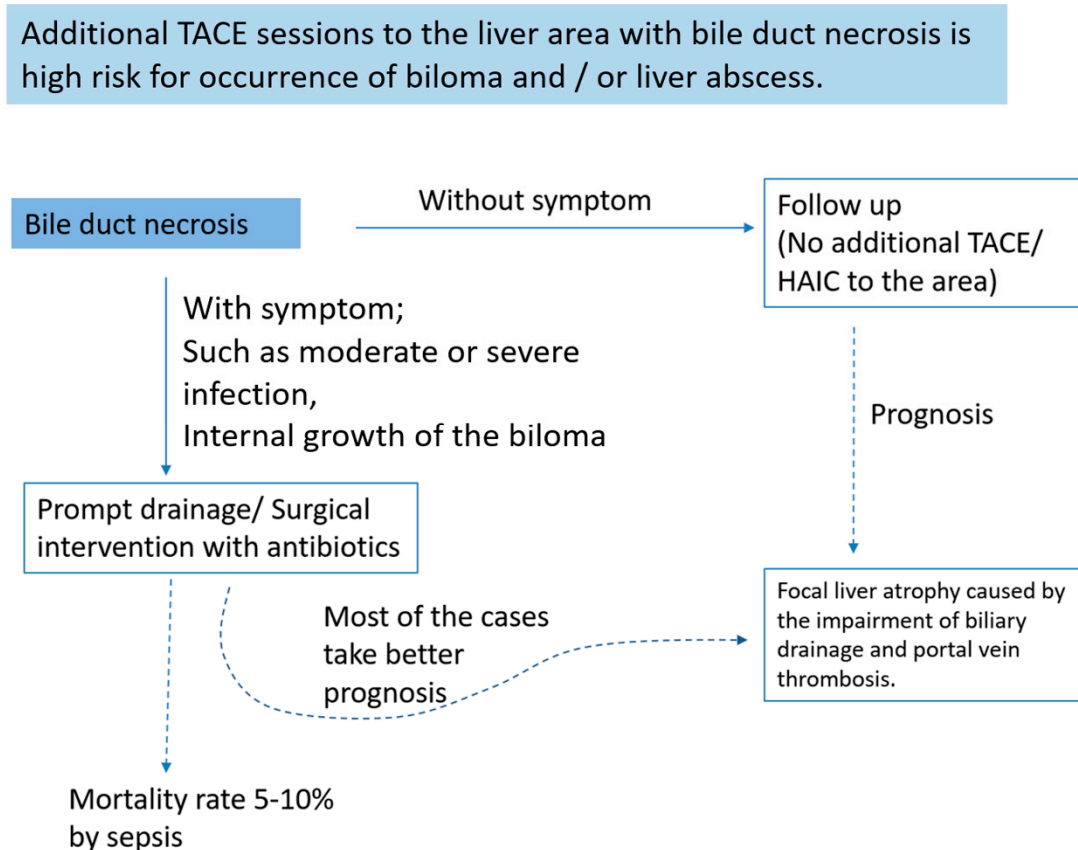 Additional TACE sessions to the liver area with bile duct necrosis is
high risk for occurrence of biloma and / or liver abscess.
Bile duct necrosis
Without symptom
Follow up
(No additional TACE/
HAIC to the area)
With symptom;
Such as moderate or severe
infection,
Internal growth of the biloma
Prognosis
Prompt drainage/ Surgical
intervention with antibiotics
Most of the cases
take better
prognosis
Focal liver atrophy caused by
the impairment of biliary
drainage and portal vein
thrombosis.
Mortality rate 5-10%
by sepsis